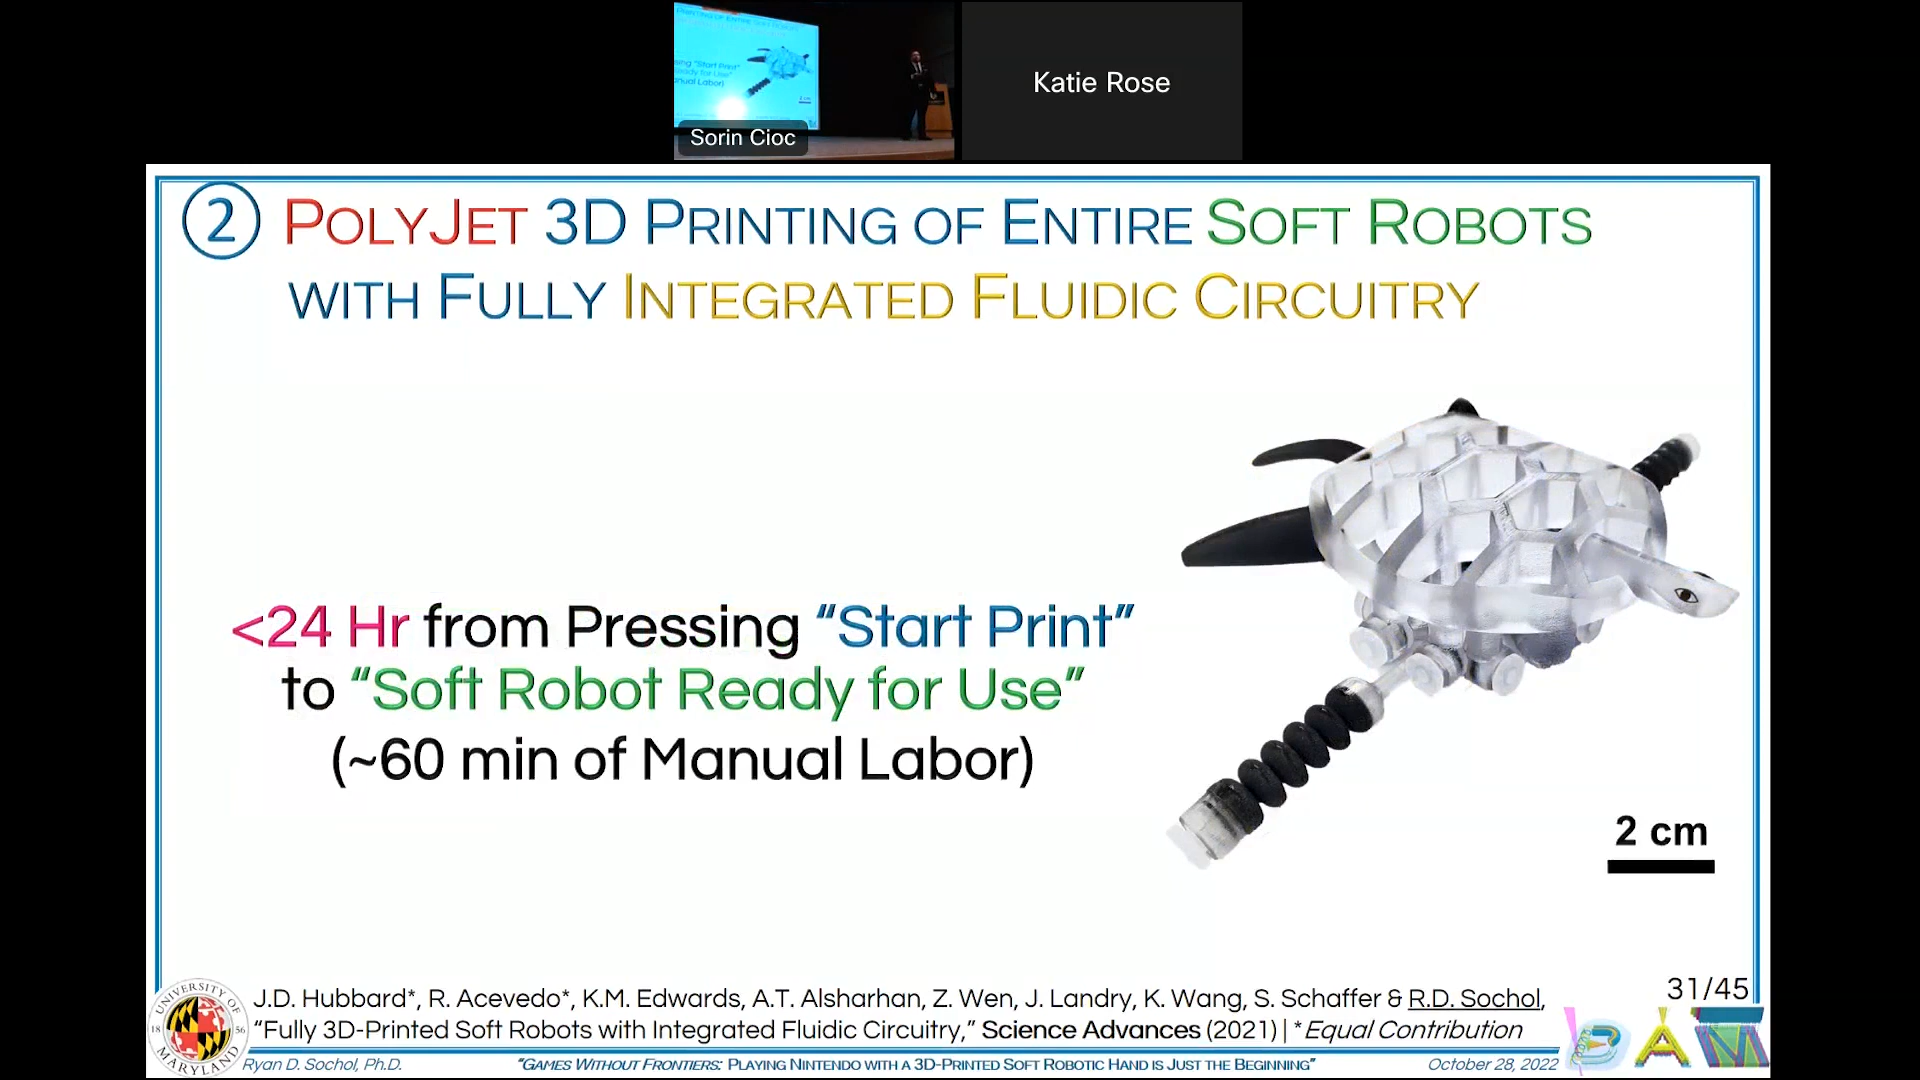 Sorin Cioc
Katie Rose
② POLYJET 3D PRINTING OF ENTIRE SOFT ROBOTS
WITH FULLY INTEGRATED FLUIDIC CIRCUITRY
<24 Hr from Pressing “Start Print”
to “Soft Robot Ready for Use”
(~60 min of Manual Labor)
2 cm
31/45
J.D. Hubbard*, R. Acevedo*, K.M. Edwards, A.T. Alsharhan, Z. Wen, J. Landry, K. Wang, S. Schaffer & R.D. Sochol,
“Fully 3D-Printed Soft Robots with Integrated Fluidic Circuitry,” Science Advances (2021) | *Equal Contribution
UNIVERSITY OF MARYLAND
18 56
Ryan D. Sochol, Ph.D.
“GAMES WITHOUT FRONTIERS: PLAYING NINTENDO WITH A 3D-PRINTED SOFT ROBOTIC HAND IS JUST THE BEGINNING”
October 28, 2022